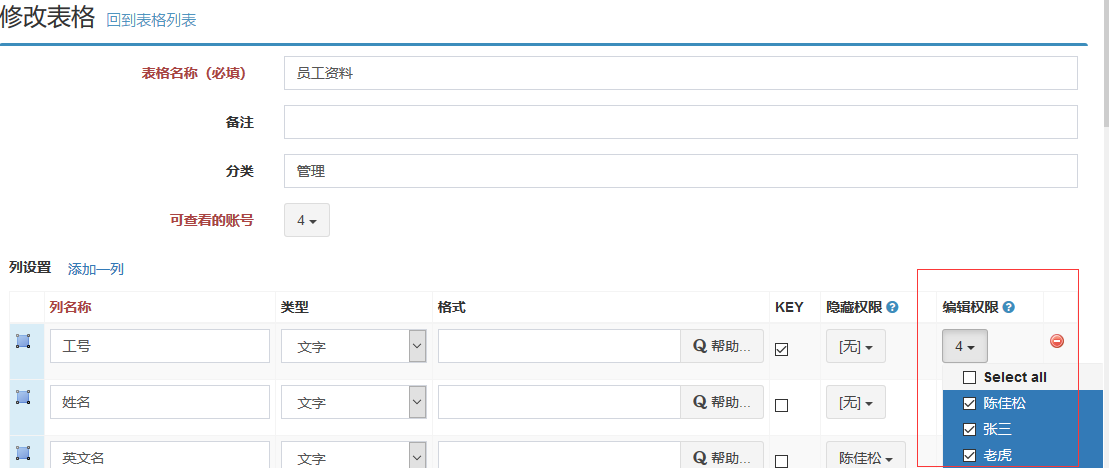 修改表格 回到表格列表
表格名称（必填） 员工资料
备注
分类 管理
可查看的账号 4
列设置 添加一列
列名称 类型 格式 KEY 隐藏权限 编辑权限
工号 文字 Q 帮助... [无] 4
Select all
姓名 文字 Q 帮助... [无] 陈佳松
张三
英文名 文字 Q 帮助... 陈佳松 老虎